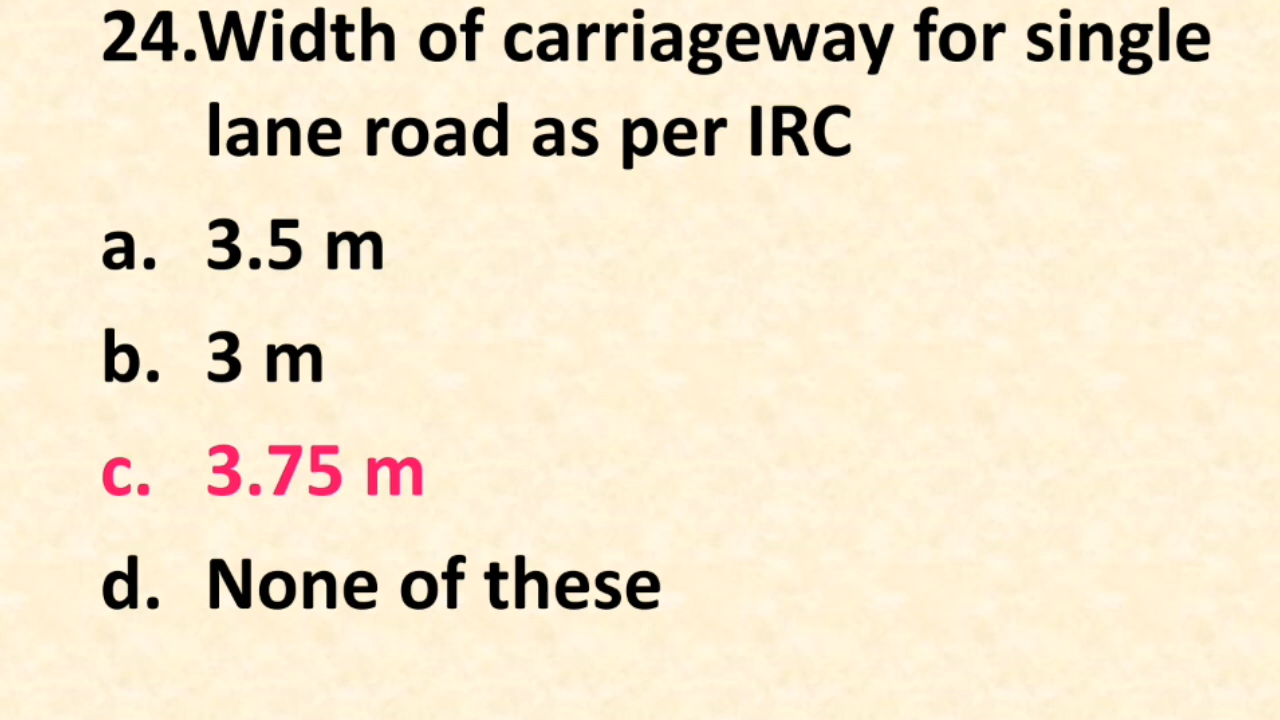 24.Width of carriageway for single
lane road as per IRC
a. 3.5 m
b. 3 m
c. 3.75 m
d. None of these